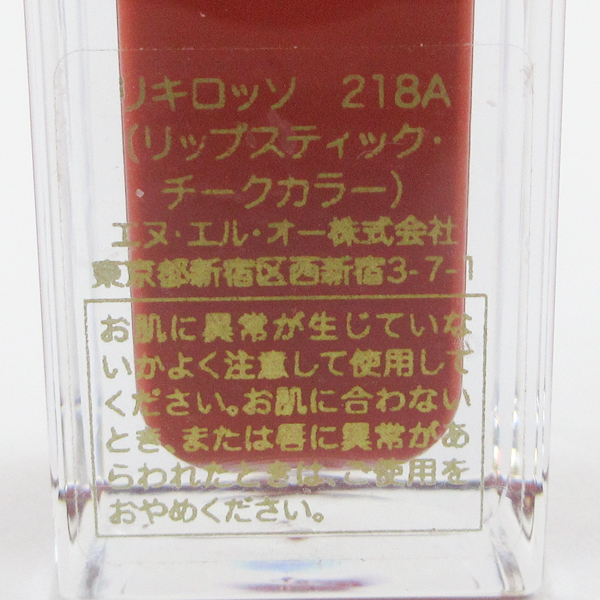 リキロッソ　218A
(リップスティック・
チークカラー)
エヌ・エル・オー株式会社
東京都新宿区西新宿3-7-1
お肌に異常が生じていな
いかよく注意して使用して
ください。お肌に合わない
とき または唇に異常があ
らわれたときは、ご使用を
おやめください。